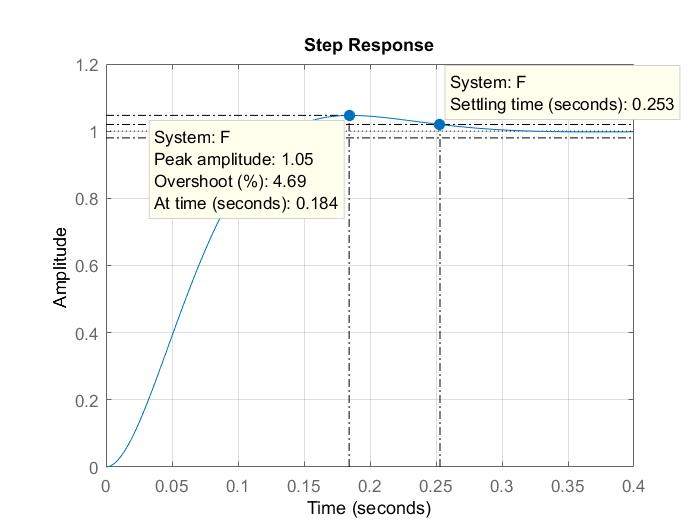 Step Response
System: F
Settling time (seconds): 0.253
System: F
Peak amplitude: 1.05
Overshoot (%): 4.69
At time (seconds): 0.184
Amplitude
1.2
1
0.8
0.6
0.4
0.2
0
0 0.05 0.1 0.15 0.2 0.25 0.3 0.35 0.4
Time (seconds)